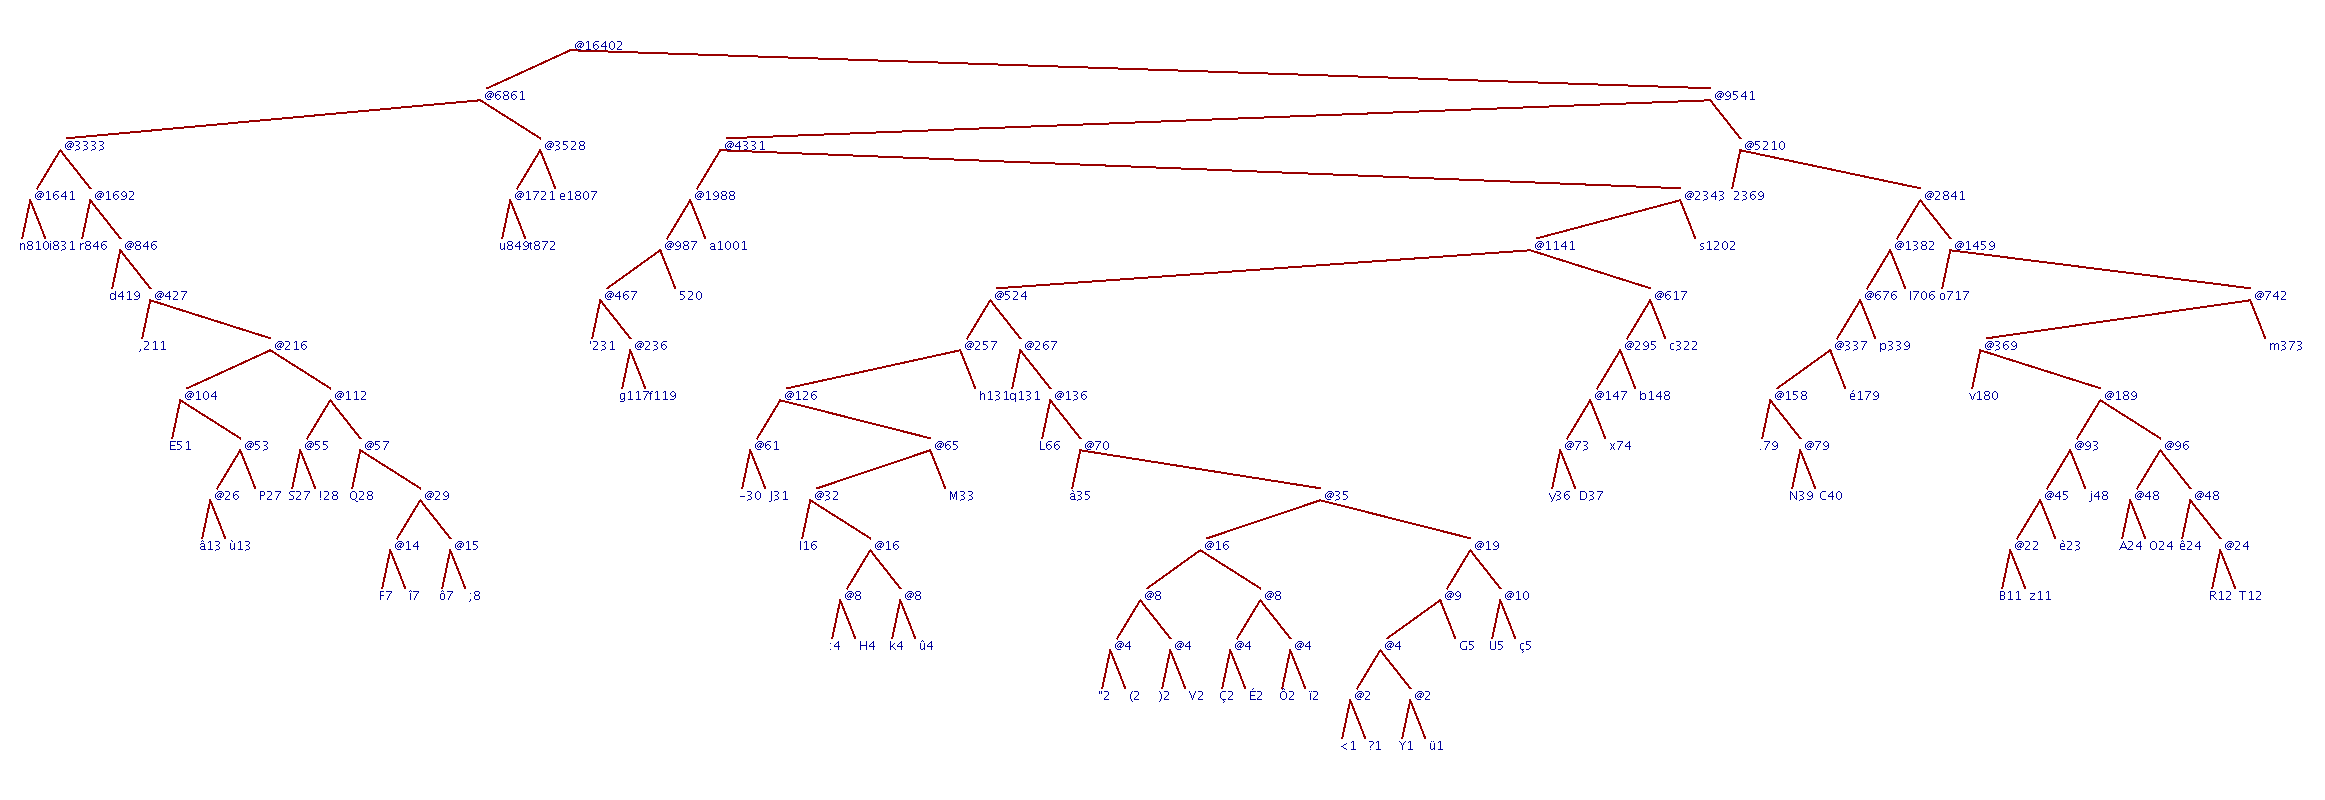 @16402
@6861 @9541
@3333 @3528 @4331 @5210
@1641 @1692 @1721 e1807 @1988 @2343 2369 @2841
n810 i831 r846 @846 u849 t872 @987 a1001 @1141 s1202 @1382 @1459
d419 @427 @467 520 @524 @617 @676 l706 o717 @742
,211 @216 '231 @236 @257 @267 @295 c322 @337 p339 @369 m373
@104 @112 g117 f119 @126 h131 q131 @136 @147 b148 @158 é179 v180 @189
E51 @53 @55 @57 @61 @65 L66 @70 @73 x74 .79 @79 @93 @96
@26 P27 S27 !28 Q28 @29 -30 J31 @32 M33 à35 @35 y36 D37 N39 C40 @45 j48 @48 @48
â13 ù13 @14 @15 I16 @16 @16 @19 @22 è23 A24 O24 ê24 @24
F7 î7 ô7 ;8 @8 @8 @8 @8 @9 @10 B11 z11 R12 T12
:4 H4 k4 û4 @4 @4 @4 @4 @4 G5 U5 ç5
"2 (2 )2 V2 Ç2 É2 Ô2 ï2 @2 @2
<1 ?1 Y1 ü1